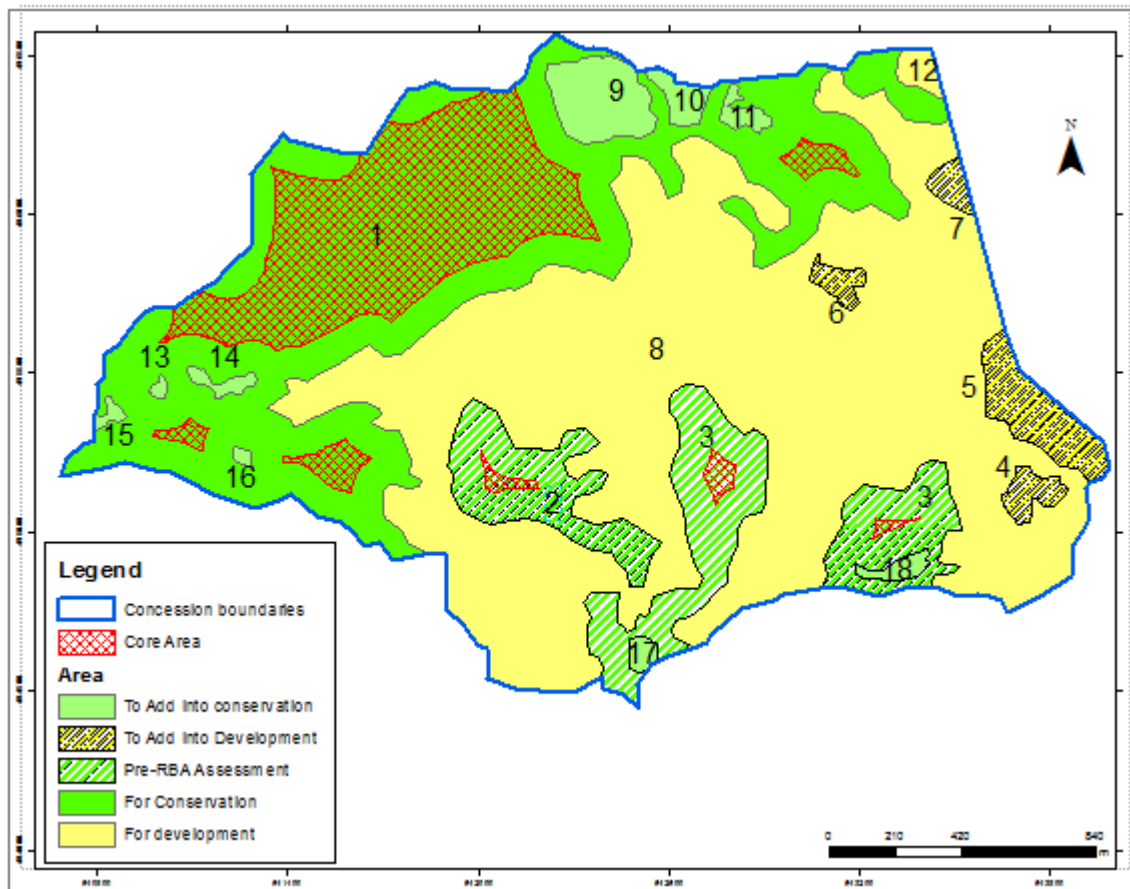 12
9
10
11
N
1
7
6
8
13
14
5
15
3
4
16
2
3
18
17
Legend
Concession boundaries
Core Area
Area
To Add Into conservation
To Add Into Development
Pre-RBA Assessment
For Conservation
For development
0 210 420 840
m